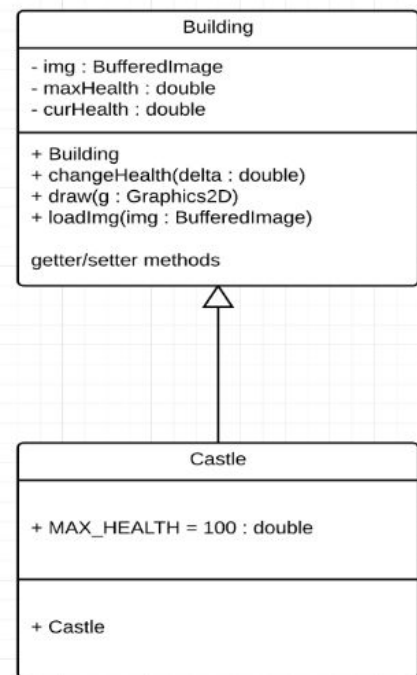 Building
- img : BufferedImage
- maxHealth : double
- curHealth : double
+ Building
+ changeHealth(delta : double)
+ draw(g : Graphics2D)
+ loadImg(img : BufferedImage)
getter/setter methods
Castle
+ MAX_HEALTH = 100 : double
+ Castle